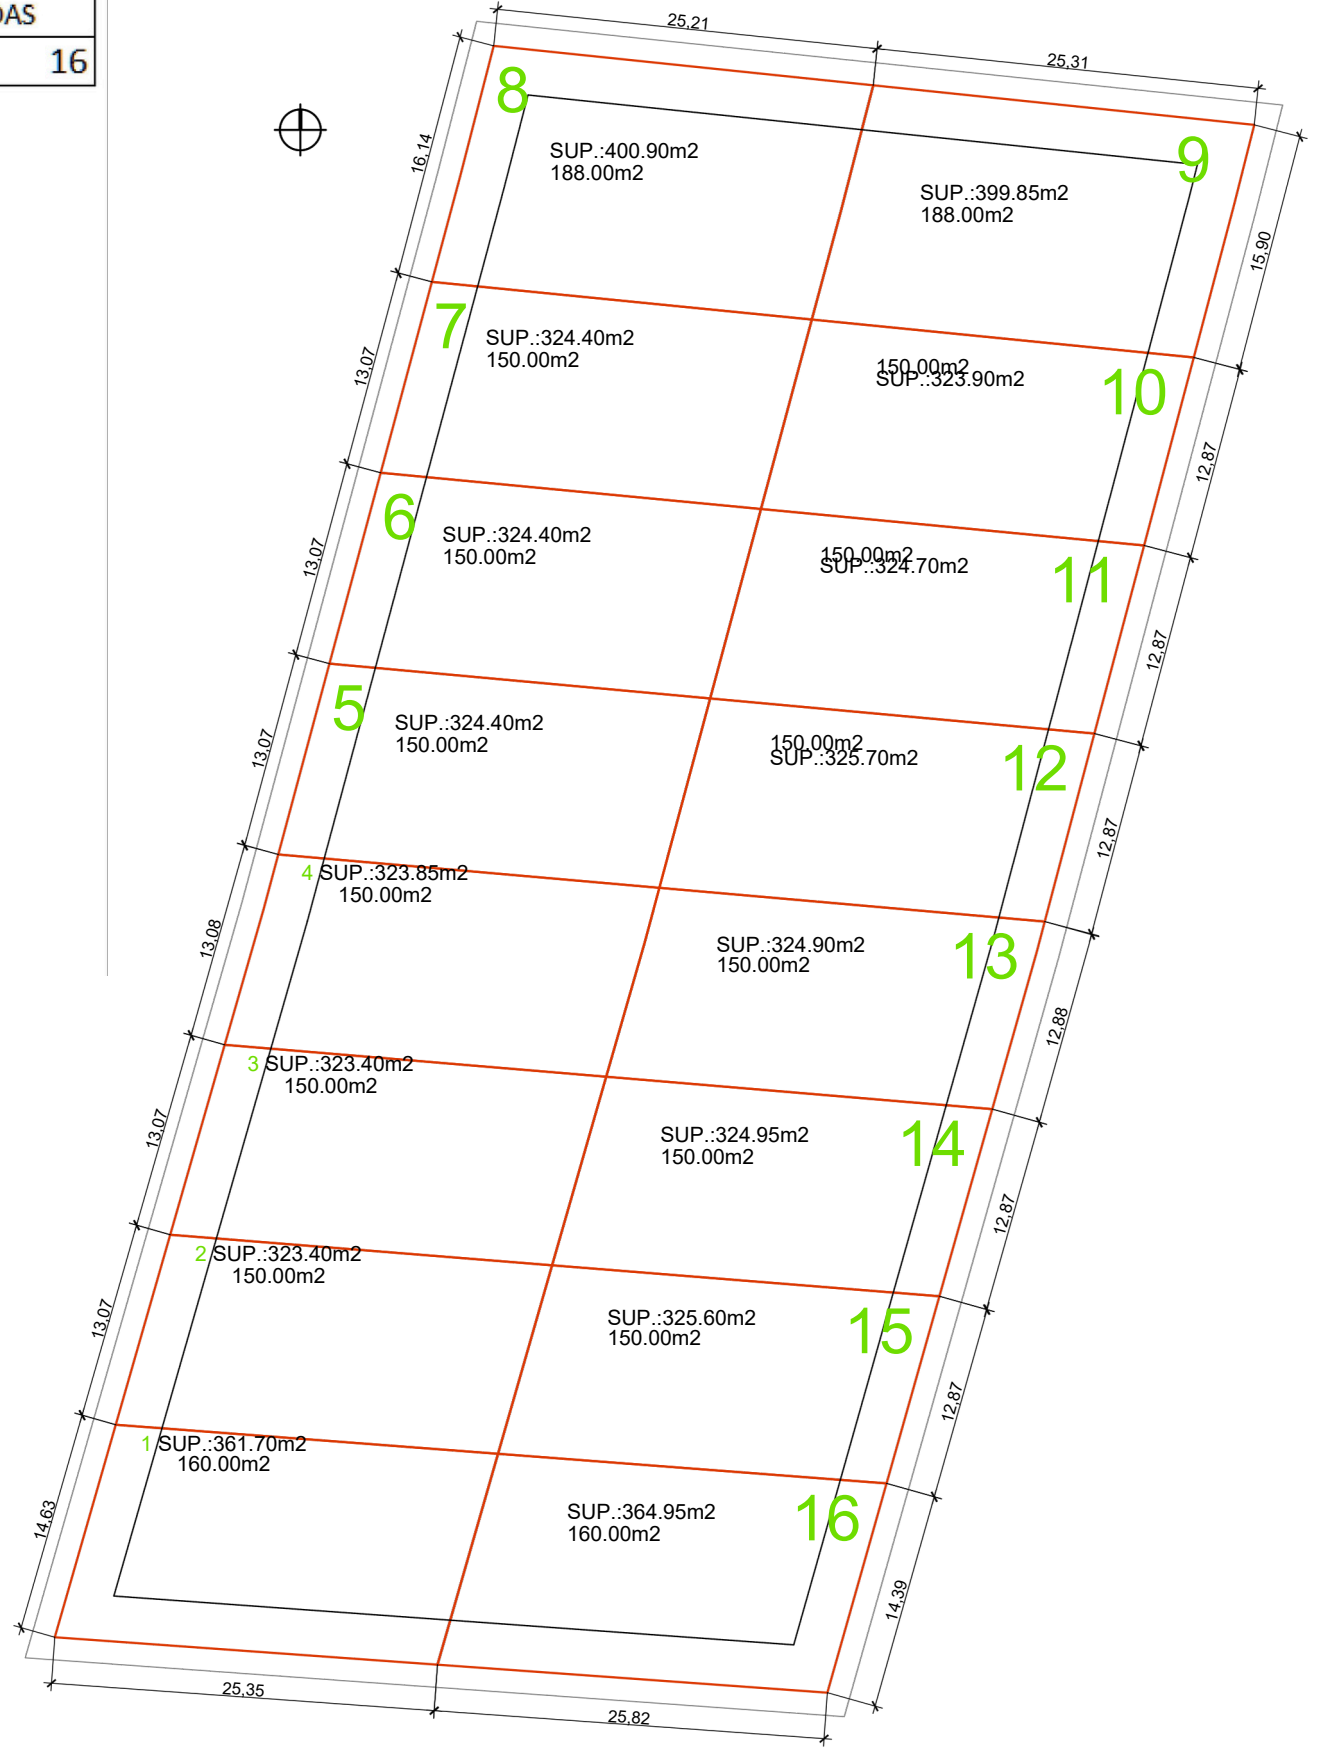 DAS
16
25,21
25,31
8
16,14
SUP.:400.90m2
188.00m2
9
SUP.:399.85m2
188.00m2
15,90
7
13,07
SUP.:324.40m2
150.00m2
150.00m2
SUP.:323.90m2
10
12,87
6
13,07
SUP.:324.40m2
150.00m2
150.00m2
SUP.:324.70m2
11
12,87
5
13,07
SUP.:324.40m2
150.00m2
150.00m2
SUP.:325.70m2
12
12,87
4 SUP.:323.85m2
150.00m2
13,08
SUP.:324.90m2
150.00m2
13
12,88
3 SUP.:323.40m2
150.00m2
13,07
SUP.:324.95m2
150.00m2
14
12,87
2 SUP.:323.40m2
150.00m2
13,07
SUP.:325.60m2
150.00m2
15
12,87
1 SUP.:361.70m2
160.00m2
14,63
SUP.:364.95m2
160.00m2
16
14,39
25,35
25,82